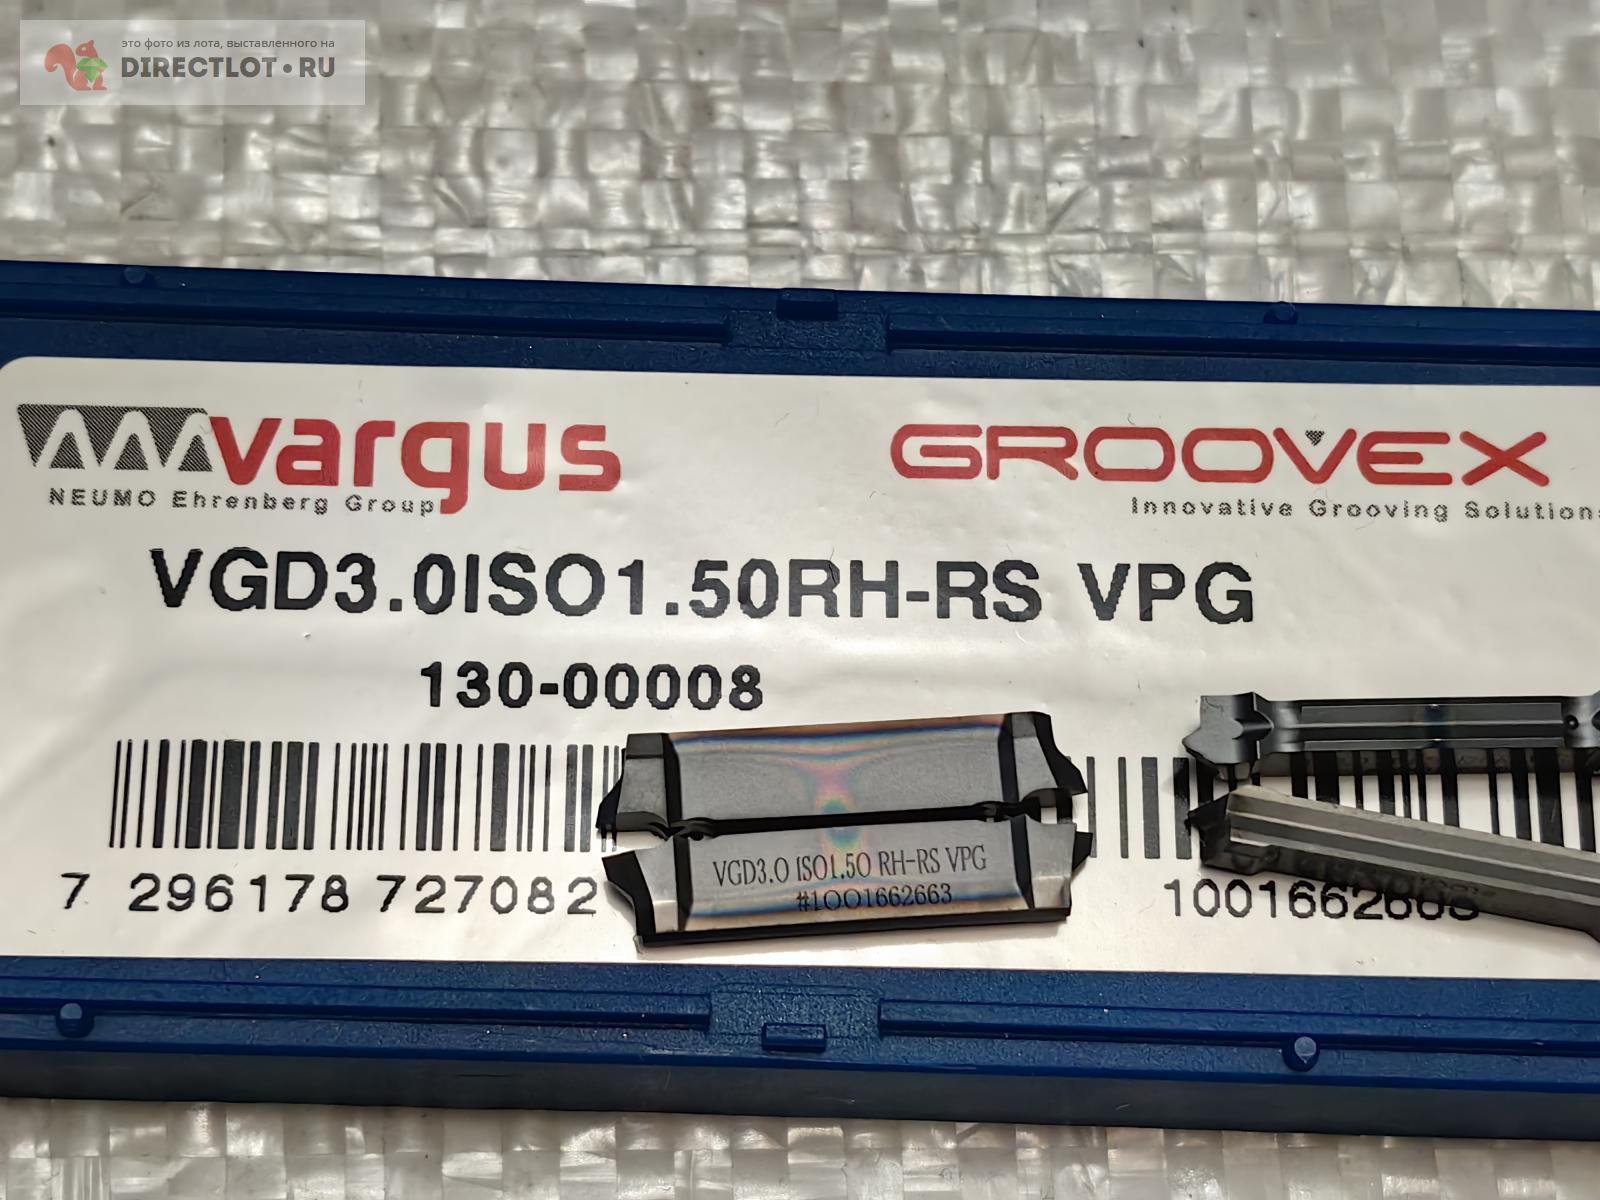 это фото из лота, выставленного на
DIRECTLOT.RU
vargus
NEUMO Ehrenberg Group
GROOVEX
Innovative Grooving Solutions
VGD3.0ISO1.50RH-RS VPG
130-00008
7 296178 727082
VGD3.0 ISO1.50 RH-RS VPG
#1001662663
1001662663